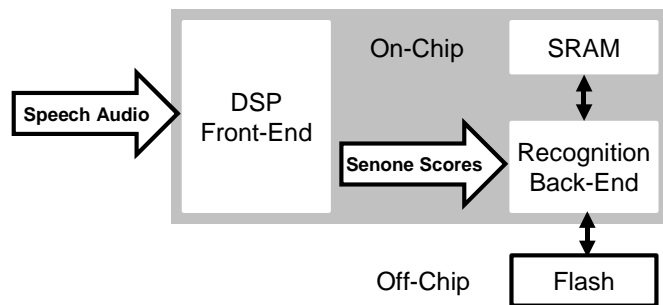 On-Chip
SRAM
Speech Audio
DSP
Front-End
Senone Scores
Recognition
Back-End
Off-Chip
Flash